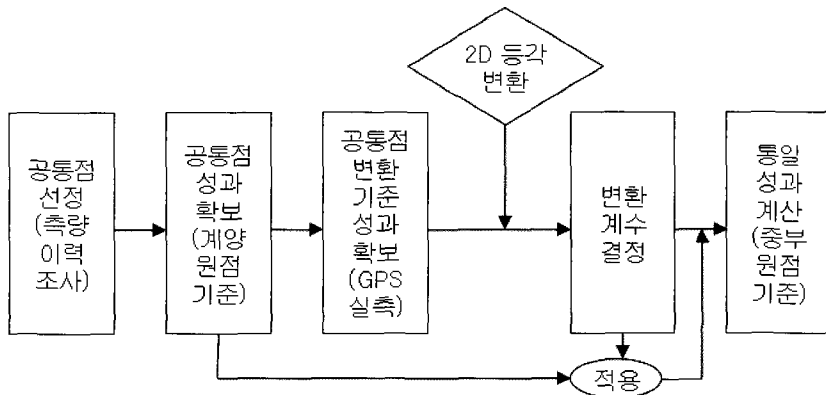 2D 등각
변환
공통점
선정
(측량
이력
조사)
공통점
성과
확보
(계양
원점
기준)
공통점
변환
기준
성과
확보
(GPS
실측)
변환
계수
결정
통일
성과
계산
(중부
원점
기준)
적용